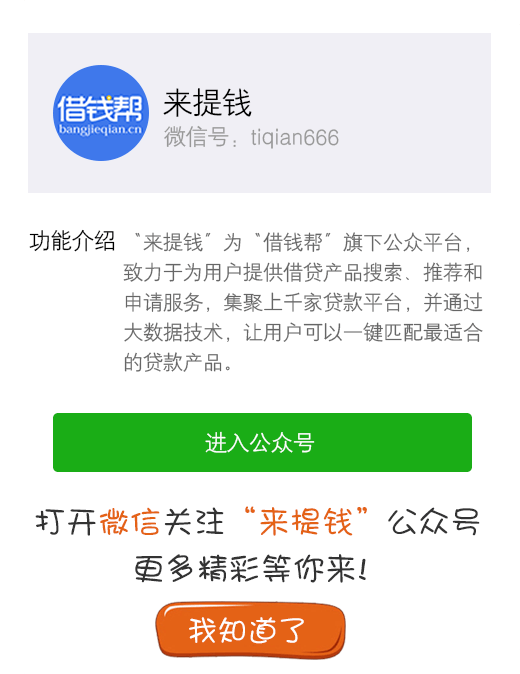 借钱帮
bangjieqian.cn
来提钱
微信号：tiqian666
功能介绍
〝来提钱〞为〝借钱帮〞旗下公众平台，
致力于为用户提供借贷产品搜索、推荐和
申请服务，集聚上千家贷款平台，并通过
大数据技术，让用户可以一键匹配最适合
的贷款产品。
进入公众号
打开微信关注“来提钱”公众号
更多精彩等你来！
我知道了